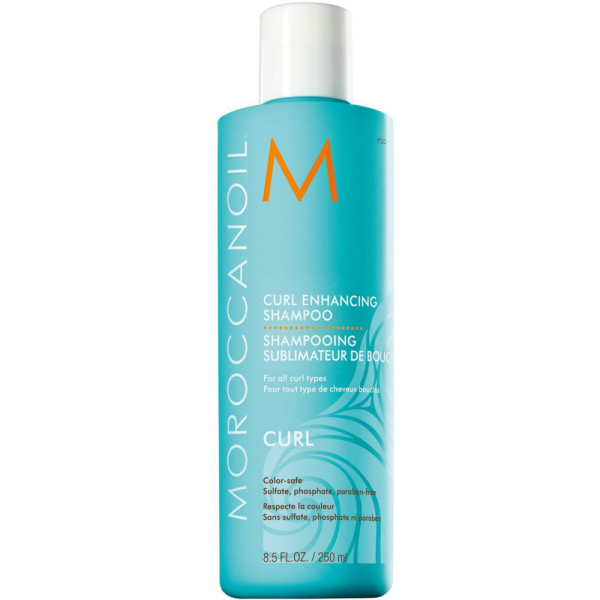 MOROCCANOIL.
M
CURL ENHANCING
SHAMPOO
SHAMPOOING
SUBLIMATEUR DE BOUC
For all curl types
Pour tout type de cheveux bouclés
CURL
Color-safe
Sulfate, phosphate, paraben-free
Respecte la couleur
Sans sulfate, phosphate ni paraben
8.5 FL.OZ. / 250 ml